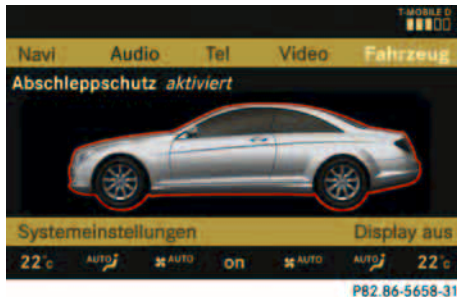 T-MOBILE D
Navi Audio Tel Video Fahrzeug
Abschleppschutz aktiviert
Systemeinstellungen Display aus
22°c AUTO AUTO on AUTO AUTO 22°c
P82.86-5658-31